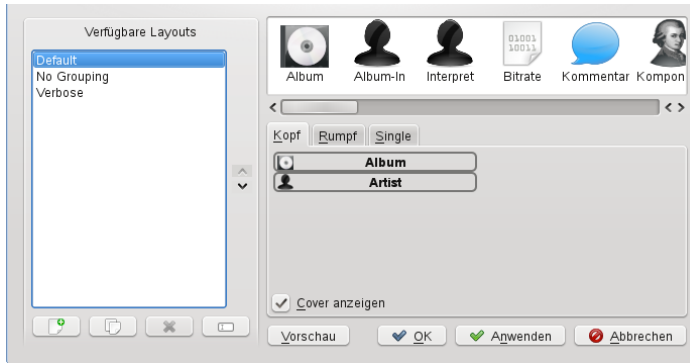 Verfügbare Layouts
Default
No Grouping
Verbose
01001
10011
Album
Album-In
Interpret
Bitrate
Kommentar
Kompon
Kopf
Rumpf
Single
Album
Artist
Cover anzeigen
Vorschau
OK
Anwenden
Abbrechen